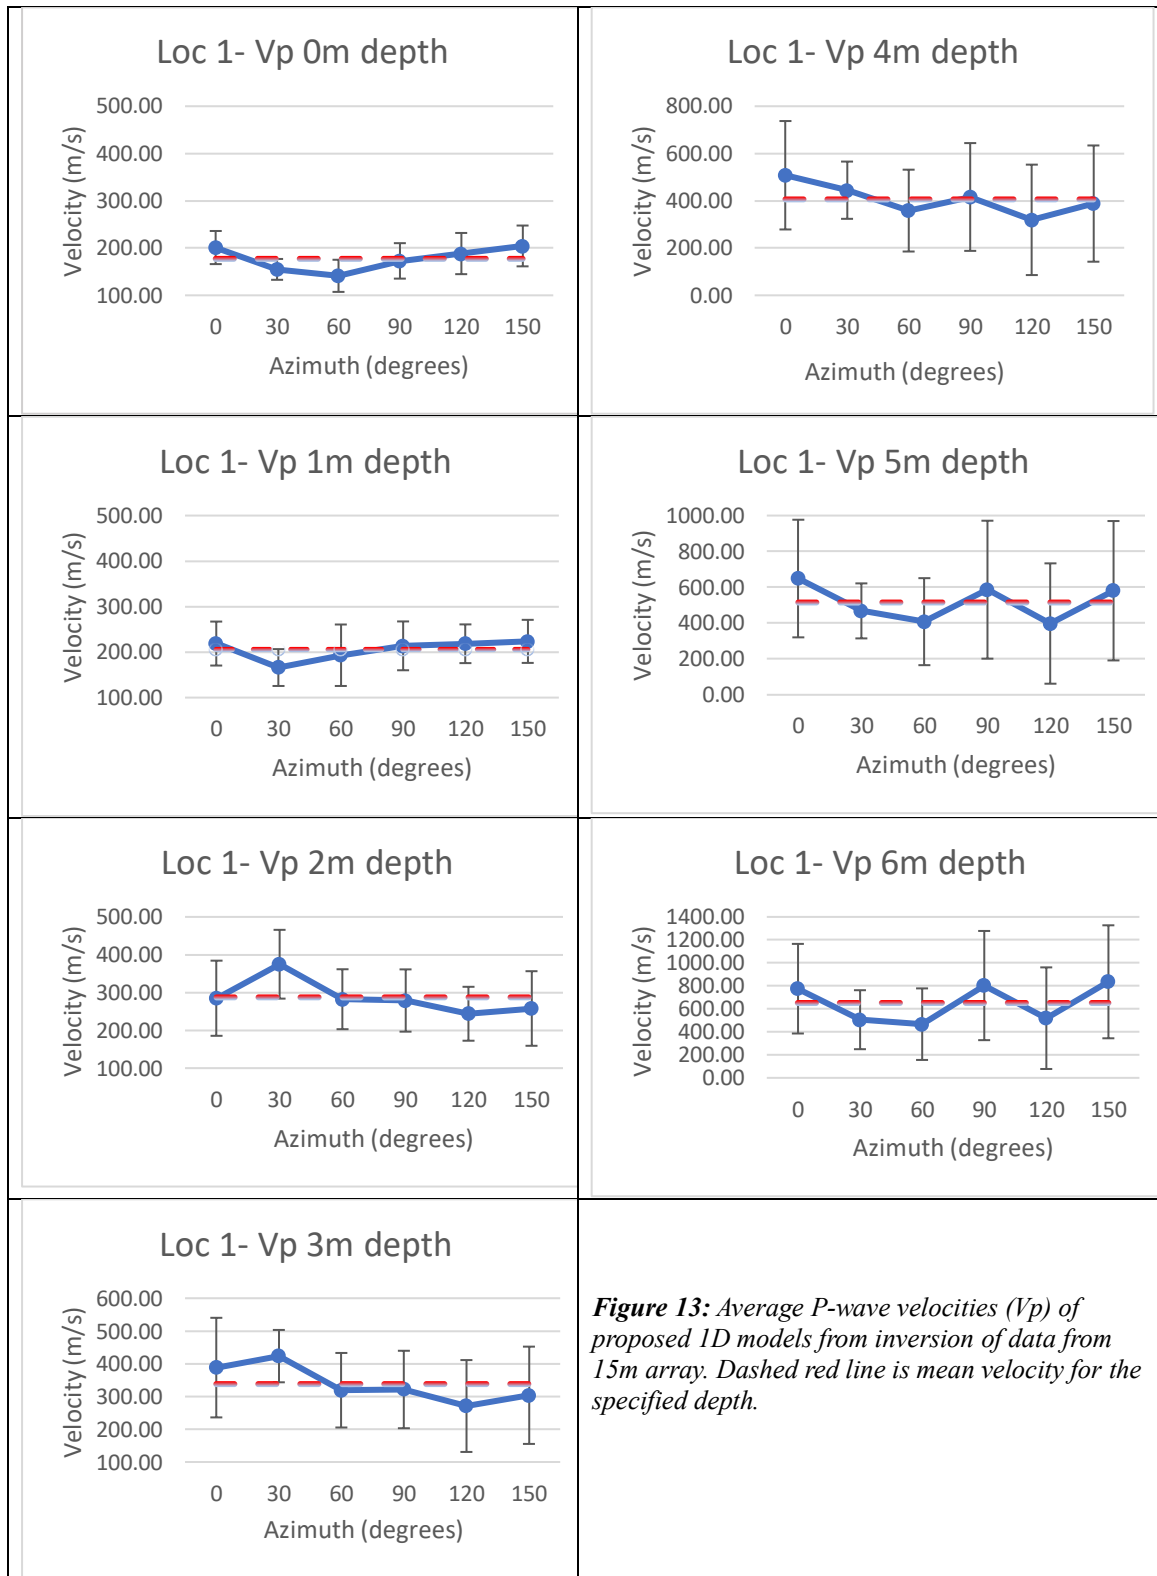 Loc 1- Vp 0m depth
500.00
400.00
300.00
200.00
100.00
Velocity (m/s)
0 30 60 90 120 150
Azimuth (degrees)
Loc 1- Vp 4m depth
800.00
600.00
400.00
200.00
0.00
Velocity (m/s)
0 30 60 90 120 150
Azimuth (degrees)
Loc 1- Vp 1m depth
500.00
400.00
300.00
200.00
100.00
Velocity (m/s)
0 30 60 90 120 150
Azimuth (degrees)
Loc 1- Vp 5m depth
1000.00
800.00
600.00
400.00
200.00
0.00
Velocity (m/s)
0 30 60 90 120 150
Azimuth (degrees)
Loc 1- Vp 2m depth
500.00
400.00
300.00
200.00
100.00
Velocity (m/s)
0 30 60 90 120 150
Azimuth (degrees)
Loc 1- Vp 6m depth
1400.00
1200.00
1000.00
800.00
600.00
400.00
200.00
0.00
Velocity (m/s)
0 30 60 90 120 150
Azimuth (degrees)
Loc 1- Vp 3m depth
600.00
500.00
400.00
300.00
200.00
100.00
Velocity (m/s)
0 30 60 90 120 150
Azimuth (degrees)
Figure 13: Average P-wave velocities (Vp) of
proposed 1D models from inversion of data from
15m array. Dashed red line is mean velocity for the
specified depth.